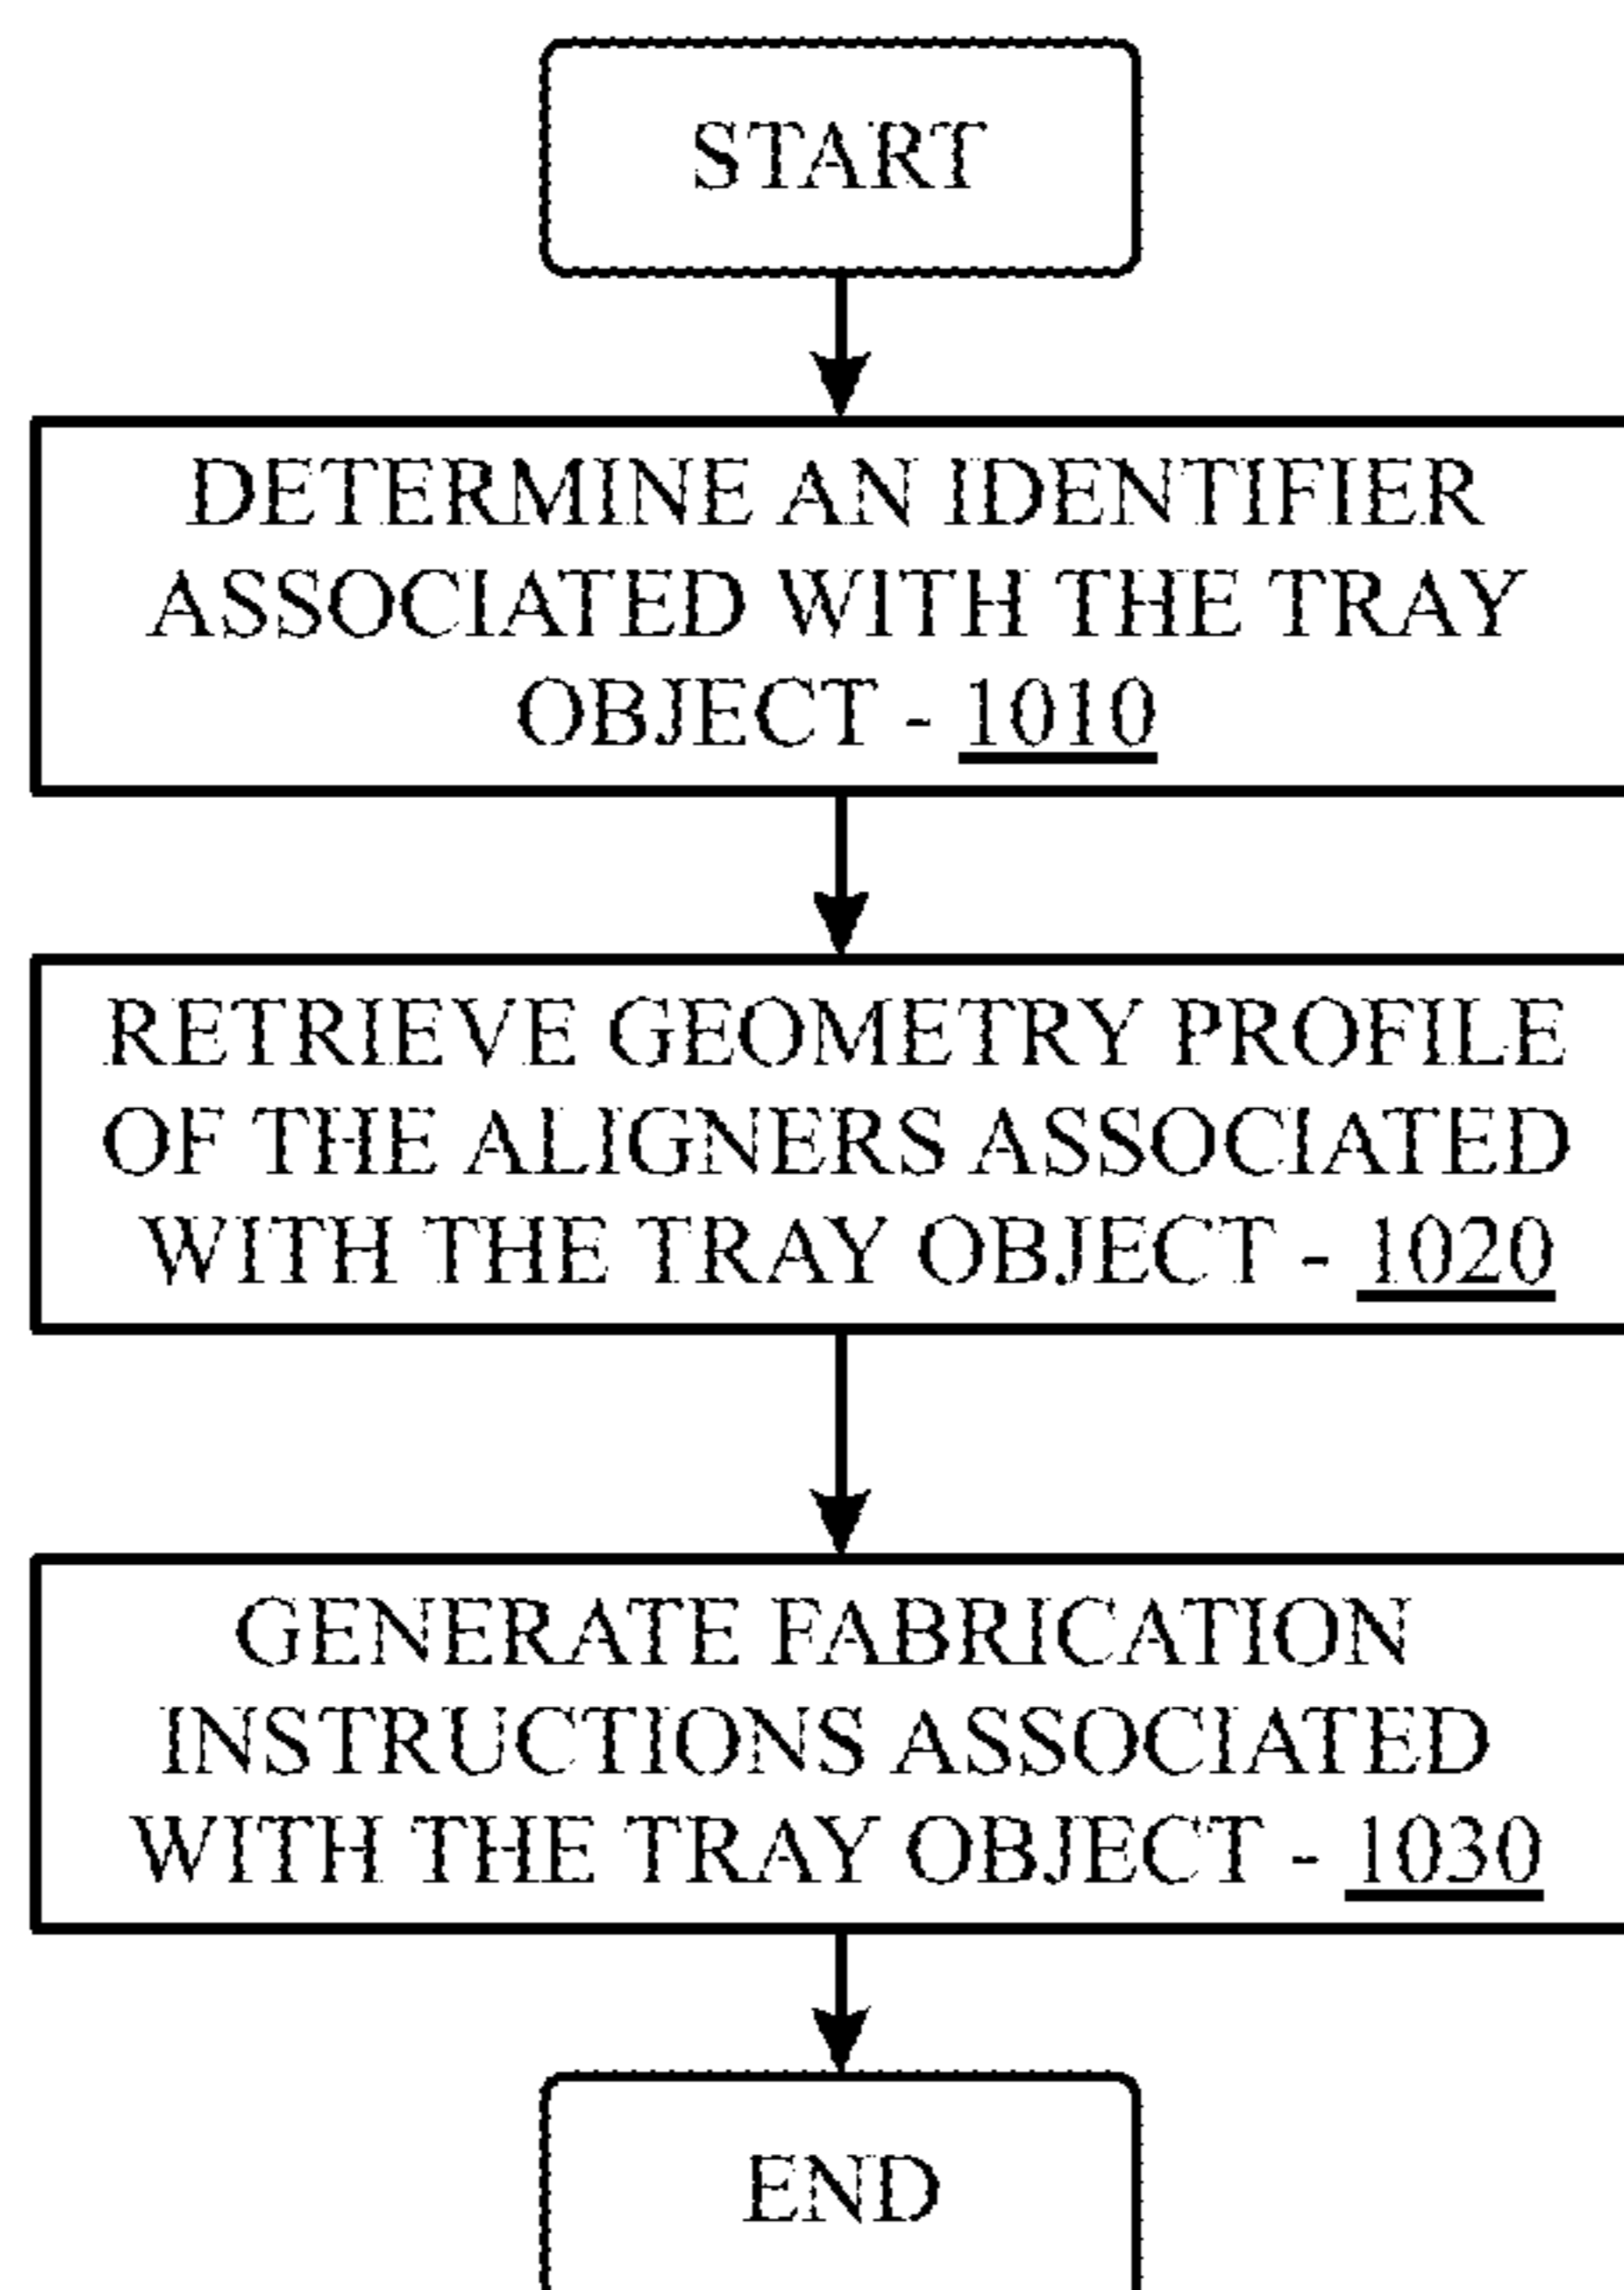 START
DETERMINE AN IDENTIFIER
ASSOCIATED WITH THE TRAY
OBJECT - 1010
RETRIEVE GEOMETRY PROFILE
OF THE ALIGNERS ASSOCIATED
WITH THE TRAY OBJECT - 1020
GENERATE FABRICATION
INSTRUCTIONS ASSOCIATED
WITH THE TRAY OBJECT - 1030
END